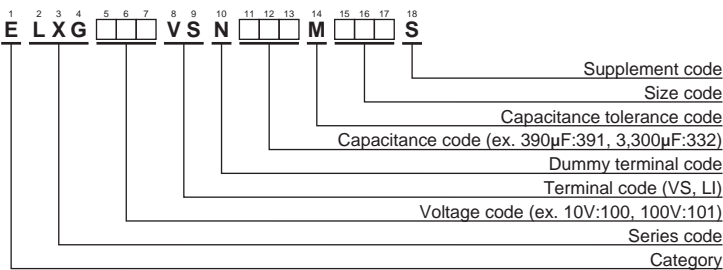 1 2 3 4 5 6 7 8 9 10 11 12 13 14 15 16 17 18
E L X G □□□ V S N □□□ M □□□ S
Supplement code
Size code
Capacitance tolerance code
Capacitance code (ex. 390μF:391, 3,300μF:332)
Dummy terminal code
Terminal code (VS, LI)
Voltage code (ex. 10V:100, 100V:101)
Series code
Category